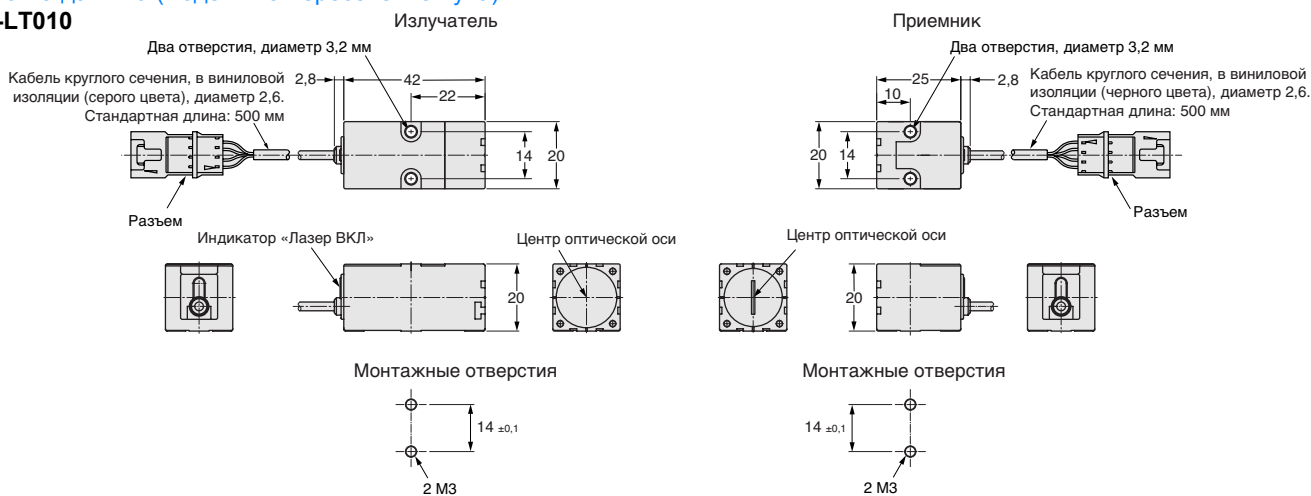 -LT010
Излучатель
Приемник
Два отверстия, диаметр 3,2 мм
Два отверстия, диаметр 3,2 мм
Кабель круглого сечения, в виниловой
изоляции (серого цвета), диаметр 2,6.
Стандартная длина: 500 мм
2,8
42
22
25
2,8
10
Кабель круглого сечения, в виниловой
изоляции (черного цвета), диаметр 2,6.
Стандартная длина: 500 мм
14
20
20
14
Разъем
Разъем
Индикатор «Лазер ВКЛ»
Центр оптической оси
Центр оптической оси
20
20
Монтажные отверстия
Монтажные отверстия
14 ±0,1
14 ±0,1
2 М3
2 М3